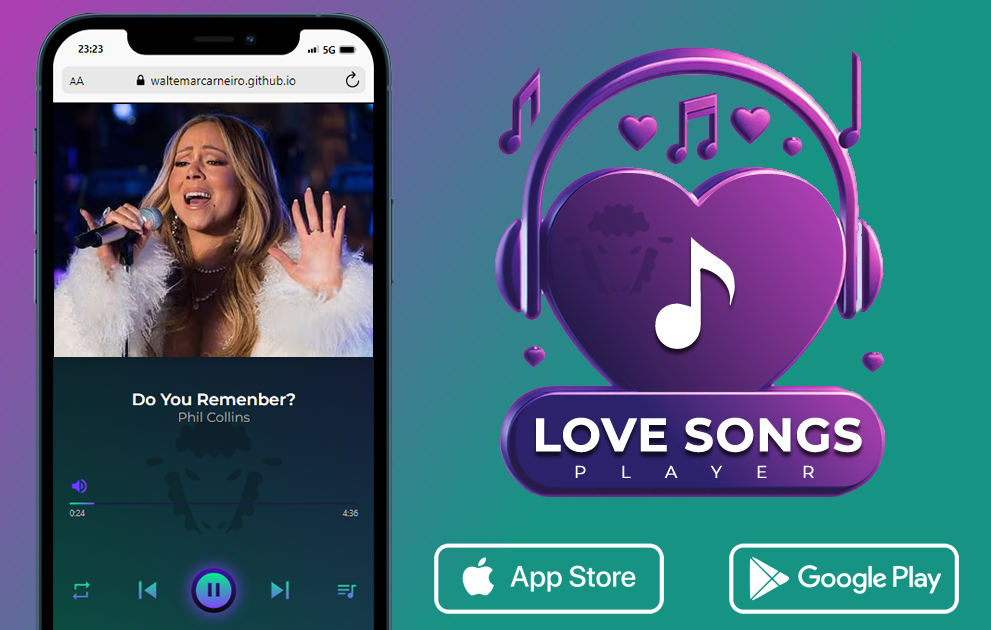 23:23
5G
AA
waltemarcarneiro.github.io
Do You Remenber?
Phil Collins
0:24
4:36
LOVE SONGS
PLAYER
App Store
Google Play